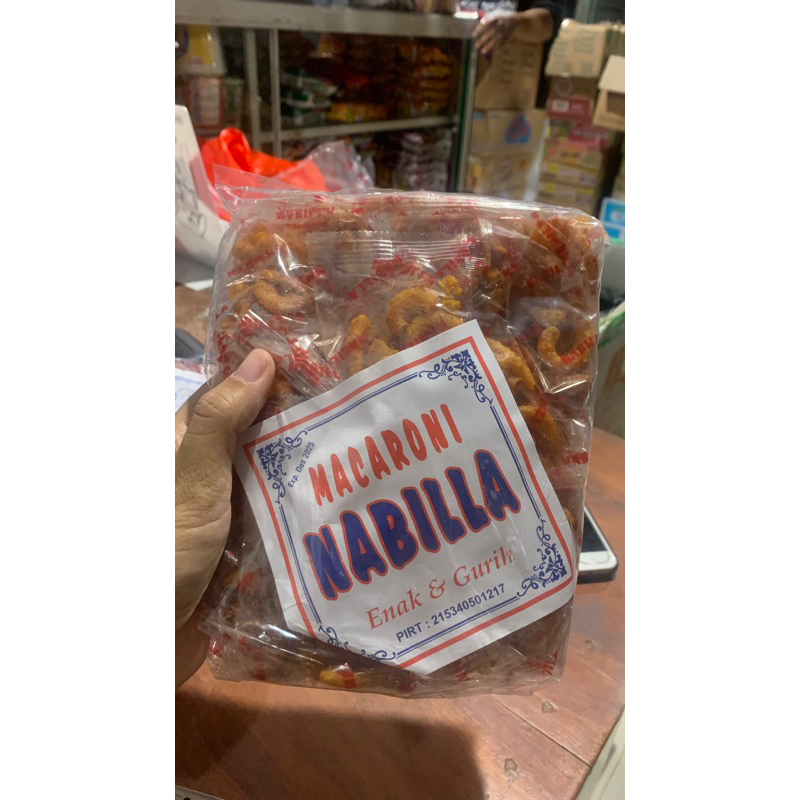 Exp. Des 2025
MACARONI
NABILLA
Enak & Gurih
PIRT : 215340501217